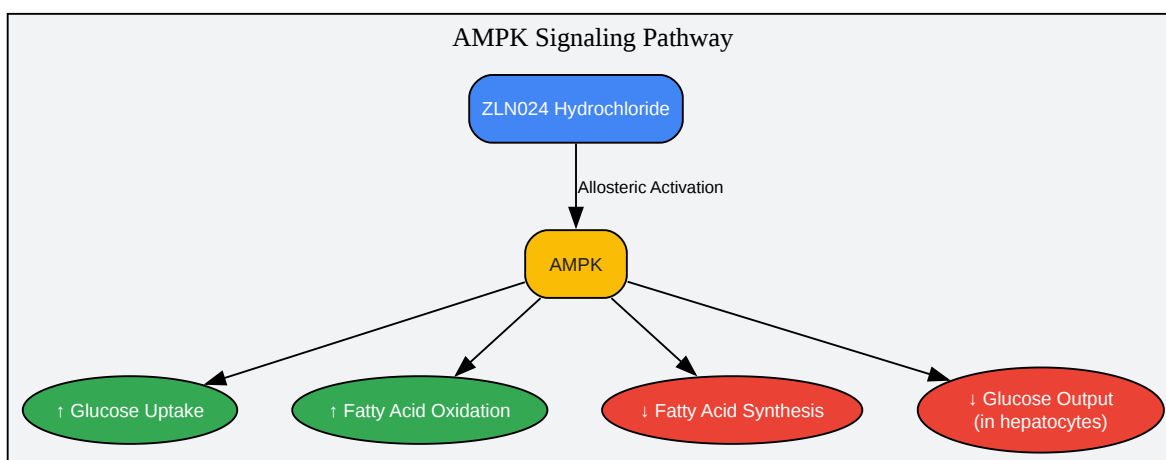 AMPK Signaling Pathway
ZLN024 Hydrochloride
Allosteric Activation
AMPK
↑ Glucose Uptake
↑ Fatty Acid Oxidation
↓ Fatty Acid Synthesis
↓ Glucose Output
(in hepatocytes)